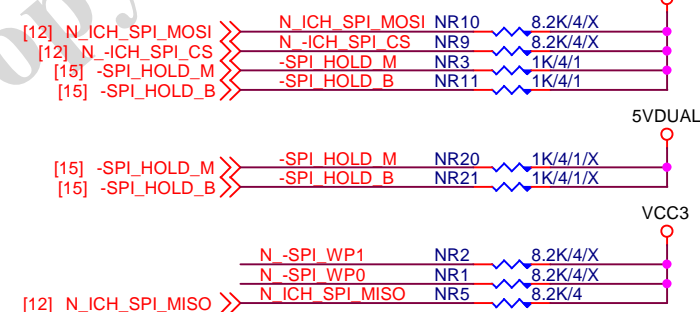 [12] N_ICH_SPI_MOSI N_ICH_SPI_MOSI NR10 8.2K/4/X
[12] N_-ICH_SPI_CS N_-ICH_SPI_CS NR9 8.2K/4/X
[15] -SPI_HOLD_M -SPI_HOLD_M NR3 1K/4/1
[15] -SPI_HOLD_B -SPI_HOLD_B NR11 1K/4/1
5VDUAL
[15] -SPI_HOLD_M -SPI_HOLD_M NR20 1K/4/1/X
[15] -SPI_HOLD_B -SPI_HOLD_B NR21 1K/4/1/X
VCC3
N_-SPI_WP1 NR2 8.2K/4/X
N_-SPI_WP0 NR1 8.2K/4/X
[12] N_ICH_SPI_MISO N_ICH_SPI_MISO NR5 8.2K/4